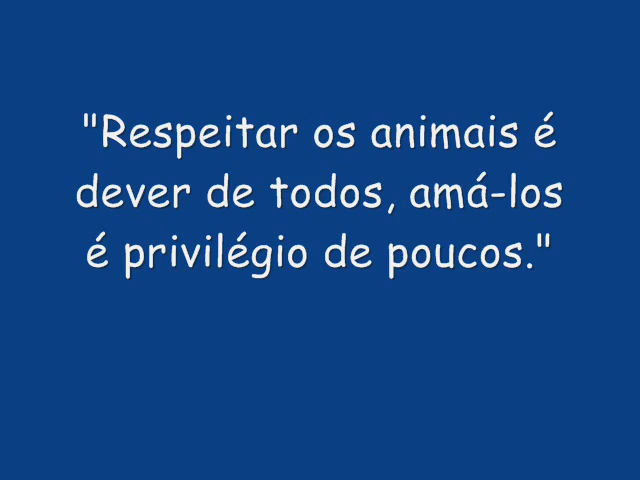 "Respeitar os animais é
dever de todos, amá-los
é privilégio de poucos."